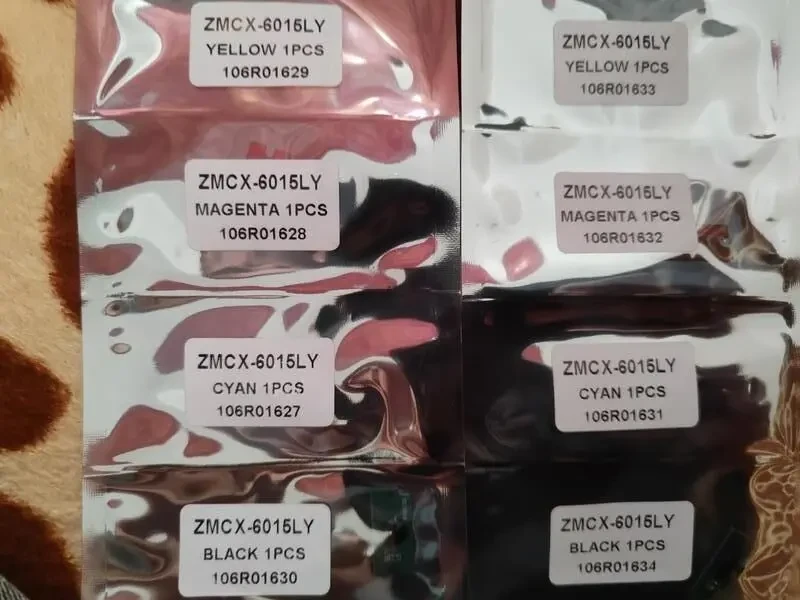 ZMCX-6015LY
YELLOW 1PCS
106R01629
ZMCX-6015LY
MAGENTA 1PCS
106R01628
ZMCX-6015LY
CYAN 1PCS
106R01627
ZMCX-6015LY
BLACK 1PCS
106R01630
ZMCX-6015LY
YELLOW 1PCS
106R01633
ZMCX-6015LY
MAGENTA 1PCS
106R01632
ZMCX-6015LY
CYAN 1PCS
106R01631
ZMCX-6015LY
BLACK 1PCS
106R01634